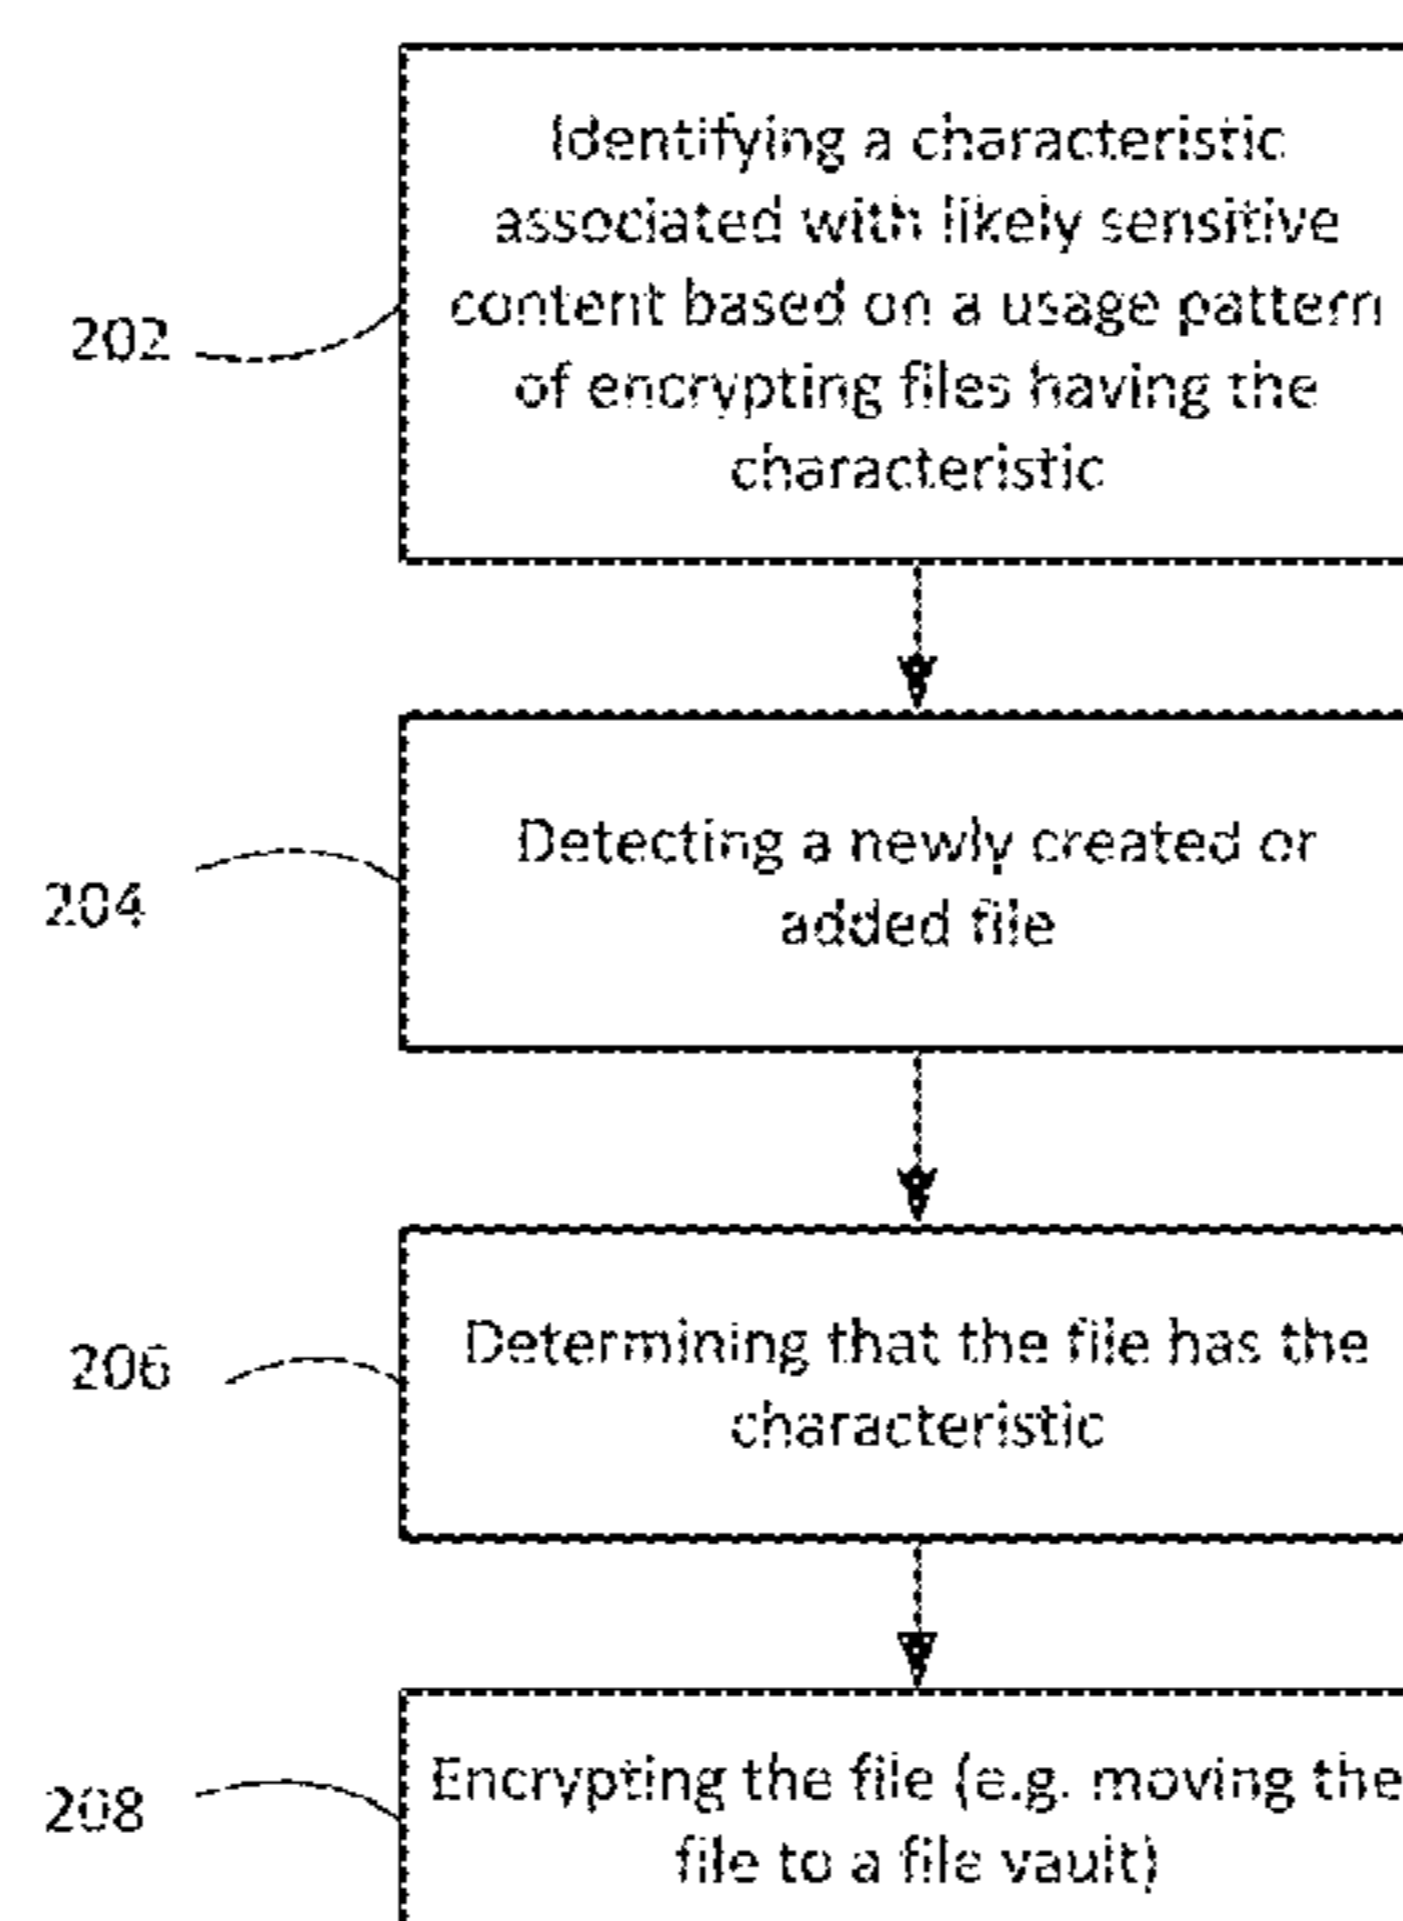 Identifying a characteristic
associated with likely sensitive
content based on a usage pattern
of encrypting files having the
characteristic
202
Detecting a newly created or
added file
204
Determining that the file has the
characteristic
206
Encrypting the file (e.g. moving the
file to a file vault)
208